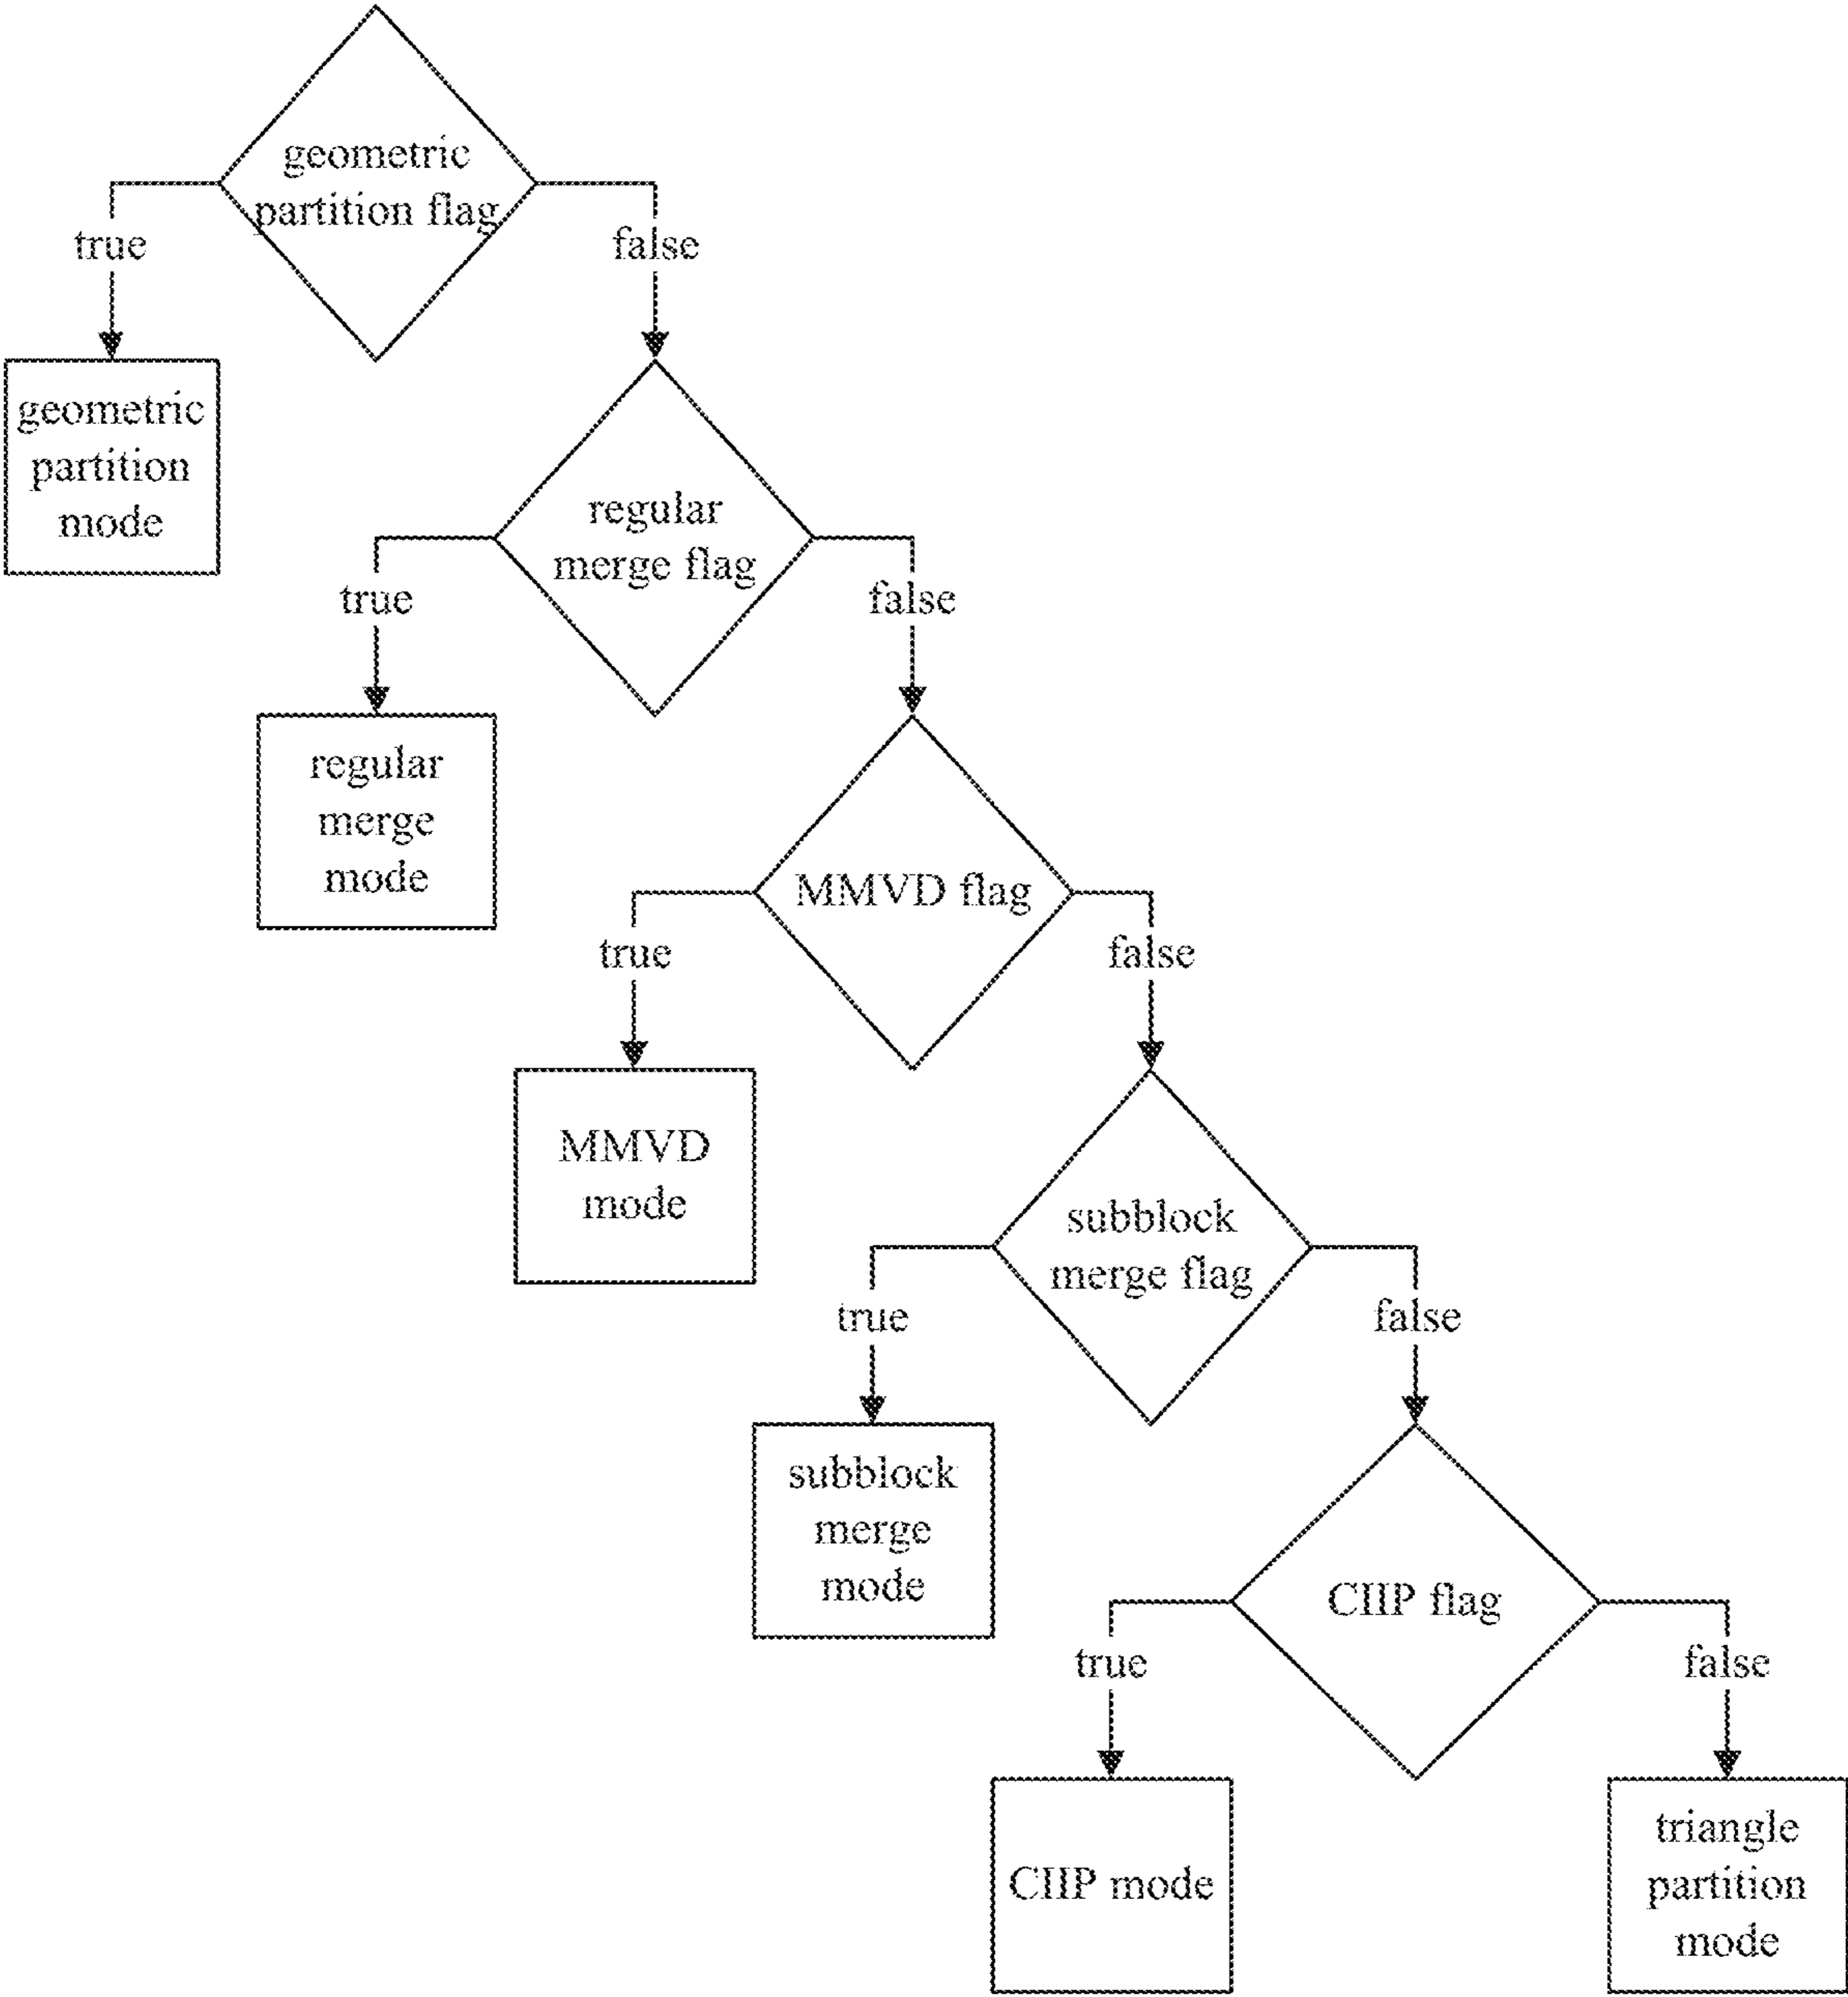 geometric
partition flag
true
false
geometric
partition
mode
regular
merge flag
true
false
regular
merge
mode
MMVD flag
true
false
MMVD
mode
subblock
merge flag
true
false
subblock
merge
mode
CIIP flag
true
false
CIIP mode
triangle
partition
mode